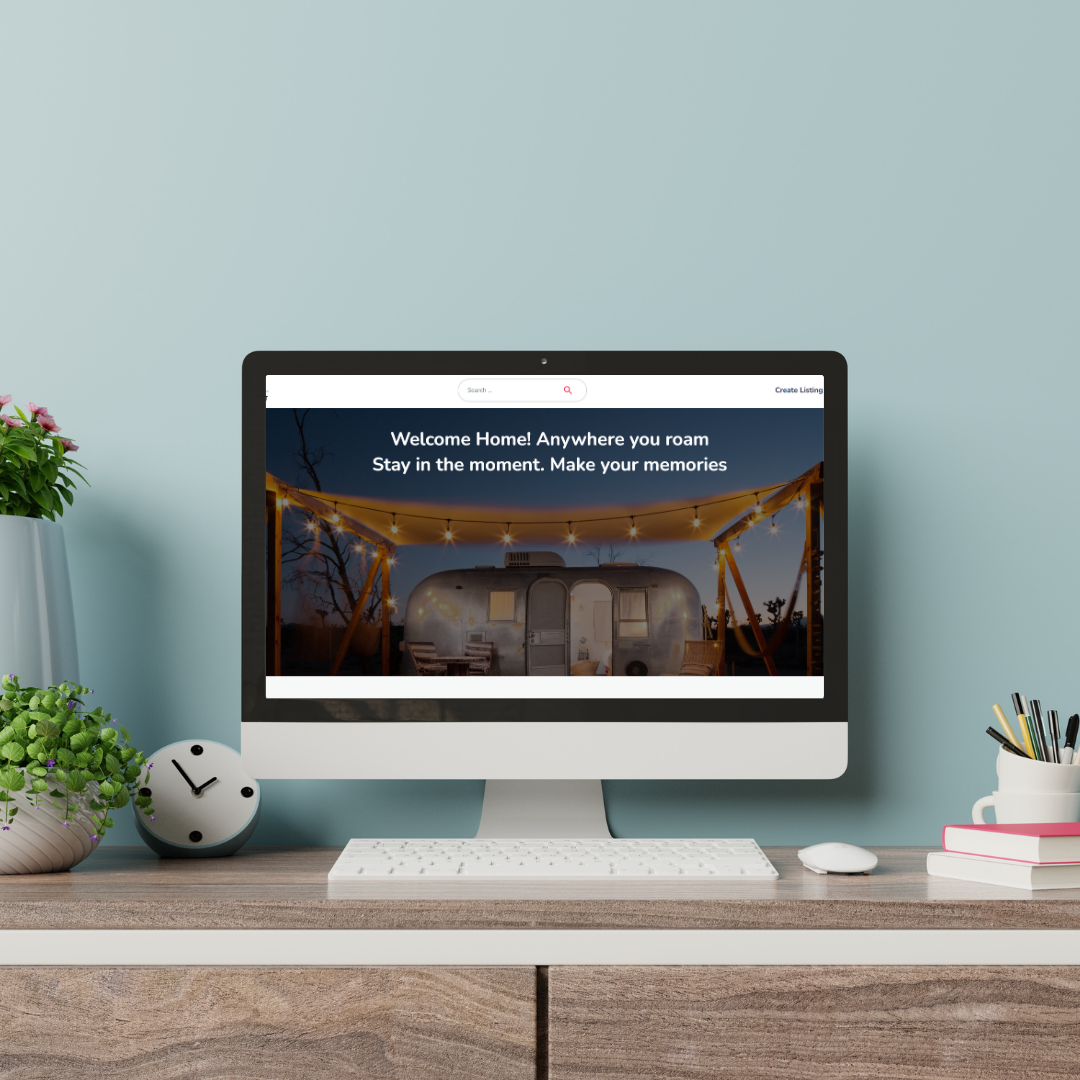 Search ...
Create Listing
Welcome Home! Anywhere you roam
Stay in the moment. Make your memories